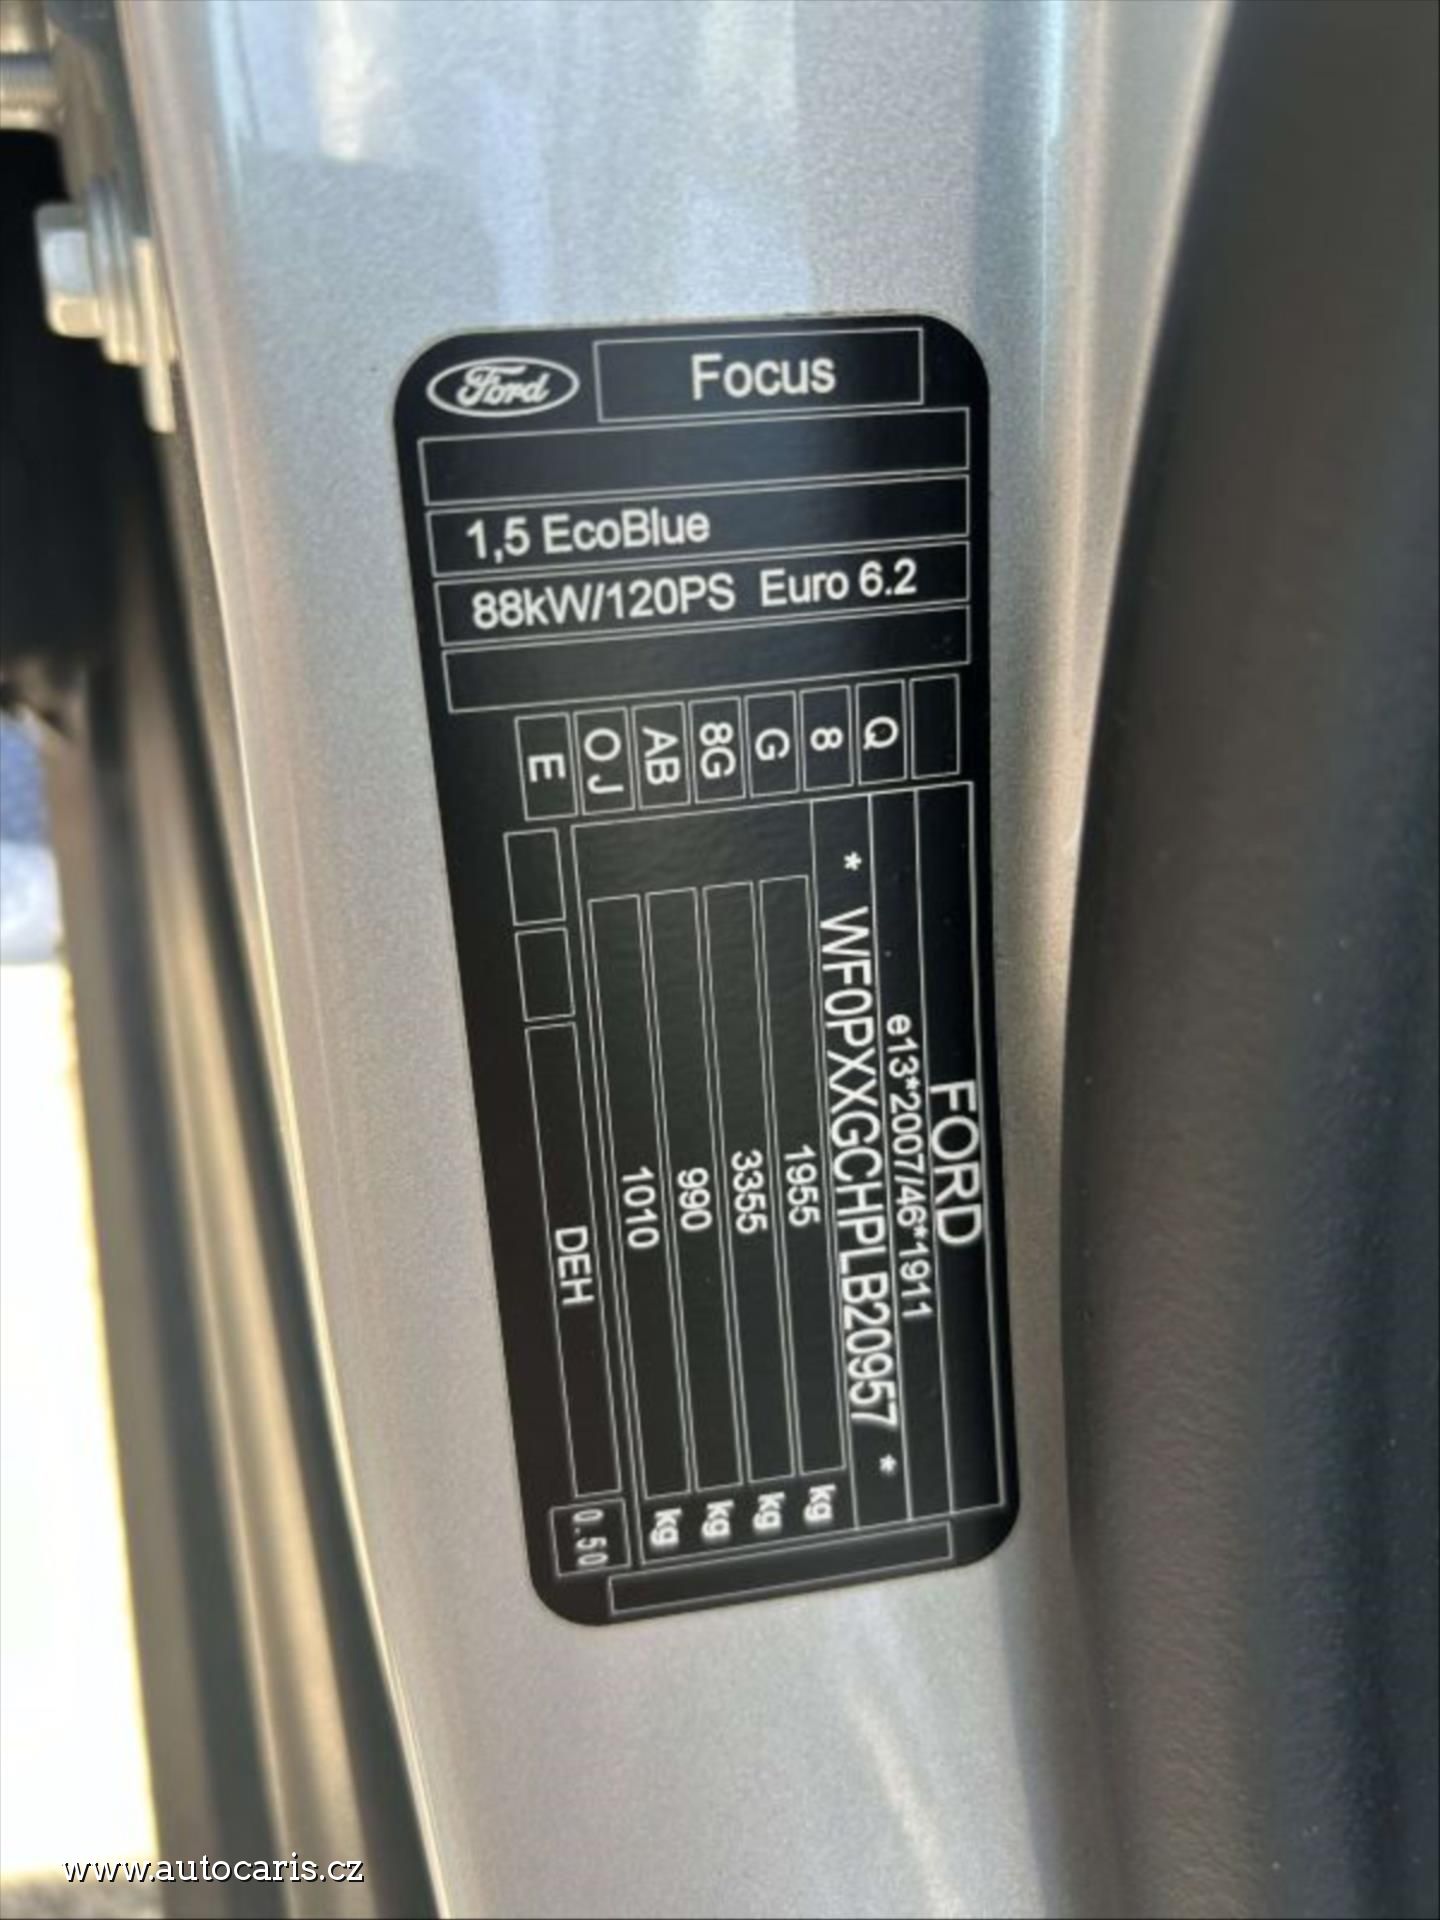 Ford
Focus
1,5 EcoBlue
88kW/120PS Euro 6.2
Q
8
G
8G
AB
OJ
E
FORD
e13*2007/46*1911
* WF0PXXGCHPLB20957 *
1955 kg
3355 kg
990 kg
1010 kg
DEH 0.50
www.autocaris.cz